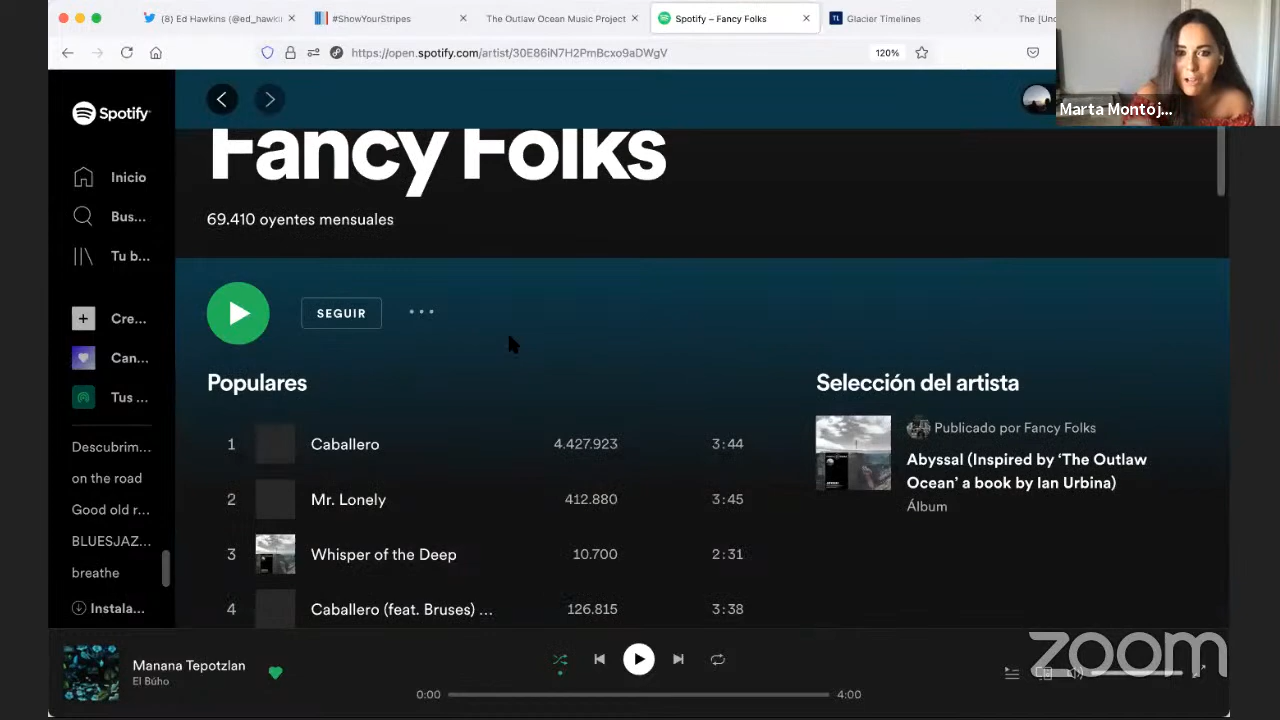 (8) Ed Hawkins (@ed_hawki
#ShowYourStripes
The Outlaw Ocean Music Project
Spotify – Fancy Folks
Glacier Timelines
The [Un
https://open.spotify.com/artist/30E86iN7H2PmBcxo9aDWgV
120%
Marta Montoj...
Spotify
Inicio
Bus...
Tu b...
Cre...
Can...
Tus ...
Descubrim...
on the road
Good old r...
BLUESJAZ...
breathe
Instala...
Fancy Folks
69.410 oyentes mensuales
SEGUIR
Populares
1 Caballero 4.427.923 3:44
2 Mr. Lonely 412.880 3:45
3 Whisper of the Deep 10.700 2:31
4 Caballero (feat. Bruses) ... 126.815 3:38
Selección del artista
Publicado por Fancy Folks
Abyssal (Inspired by ‘The Outlaw
Ocean’ a book by Ian Urbina)
Álbum
Manana Tepotzlan
El Búho
0:00
4:00
zoom